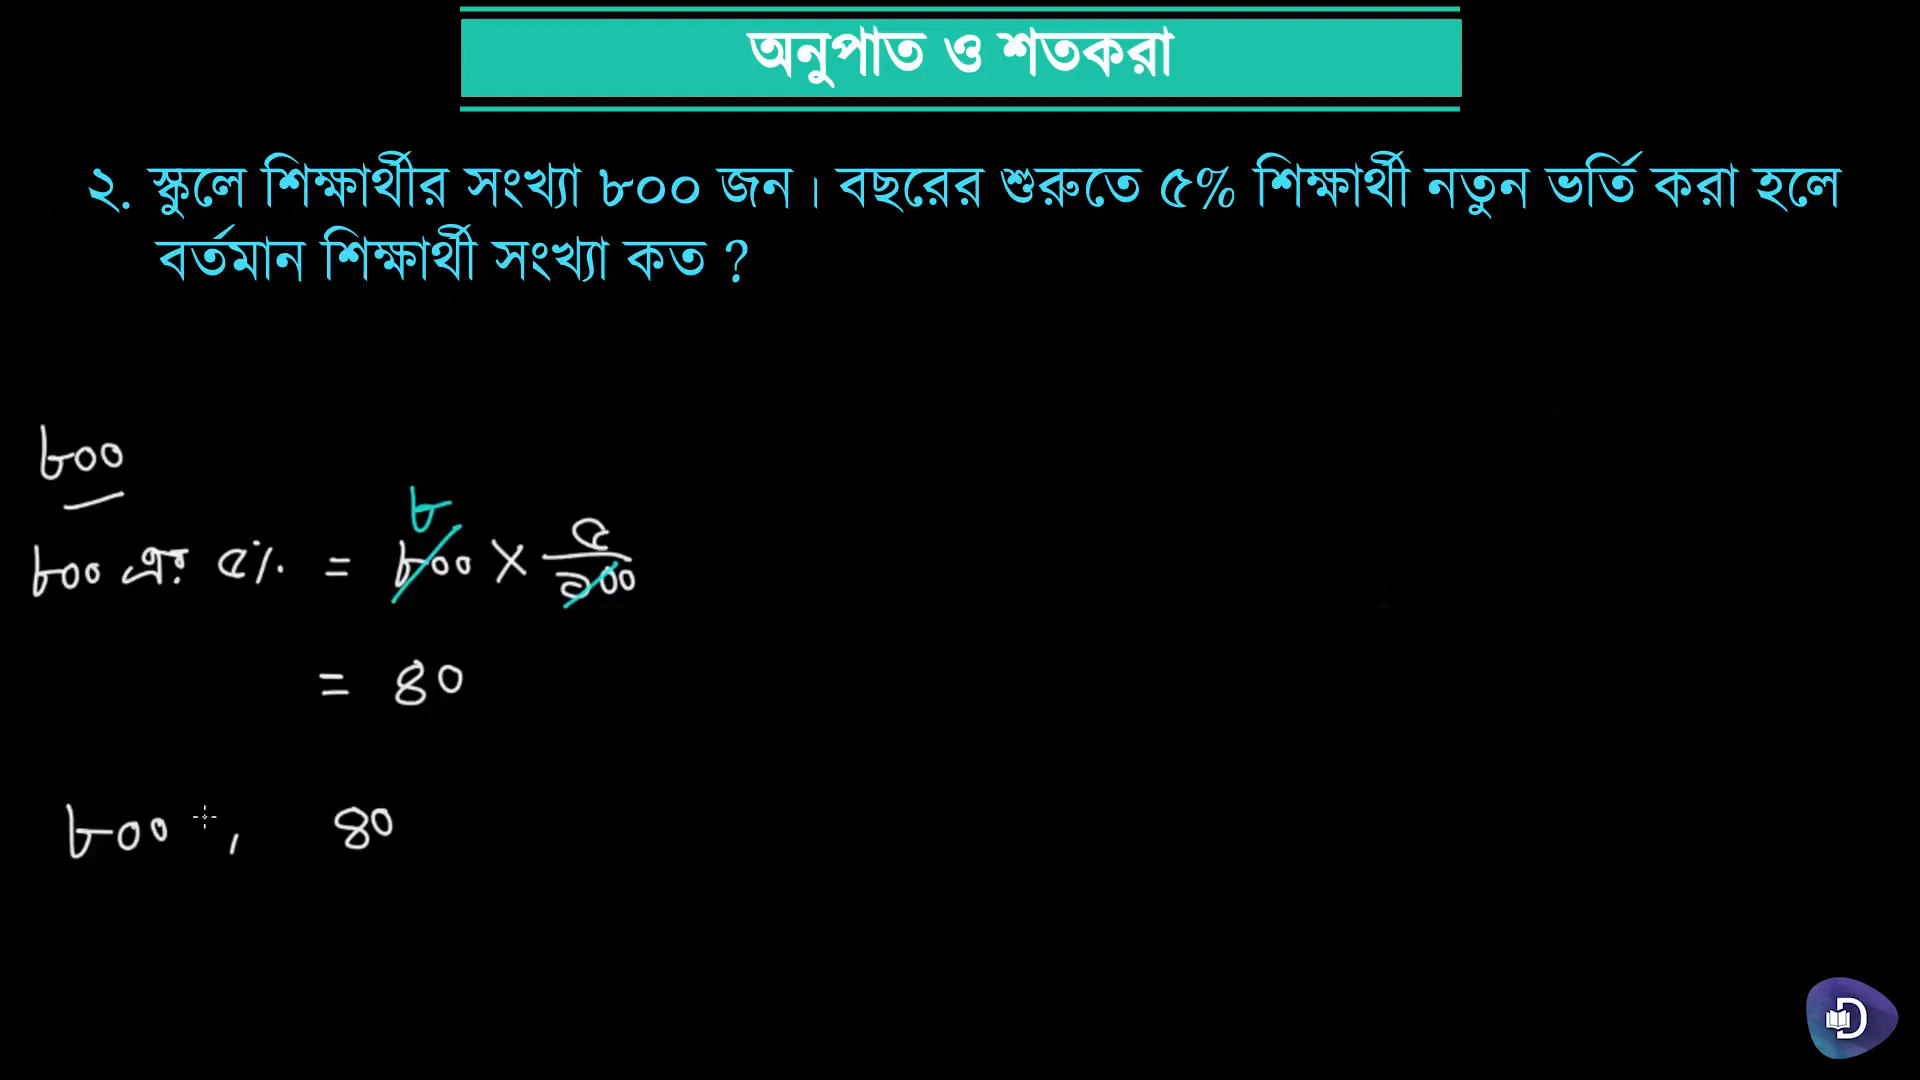 অনুপাত ও শতকরা
২. স্কুলে শিক্ষার্থীর সংখ্যা ৮০০ জন। বছরের শুরুতে ৫% শিক্ষার্থী নতুন ভর্তি করা হলে
বর্তমান শিক্ষার্থী সংখ্যা কত ?
৮০০
৮
৮০০ এর ৫% = ৮০০ × ৫/১০০
= ৪০
৮০০ , ৪০
D